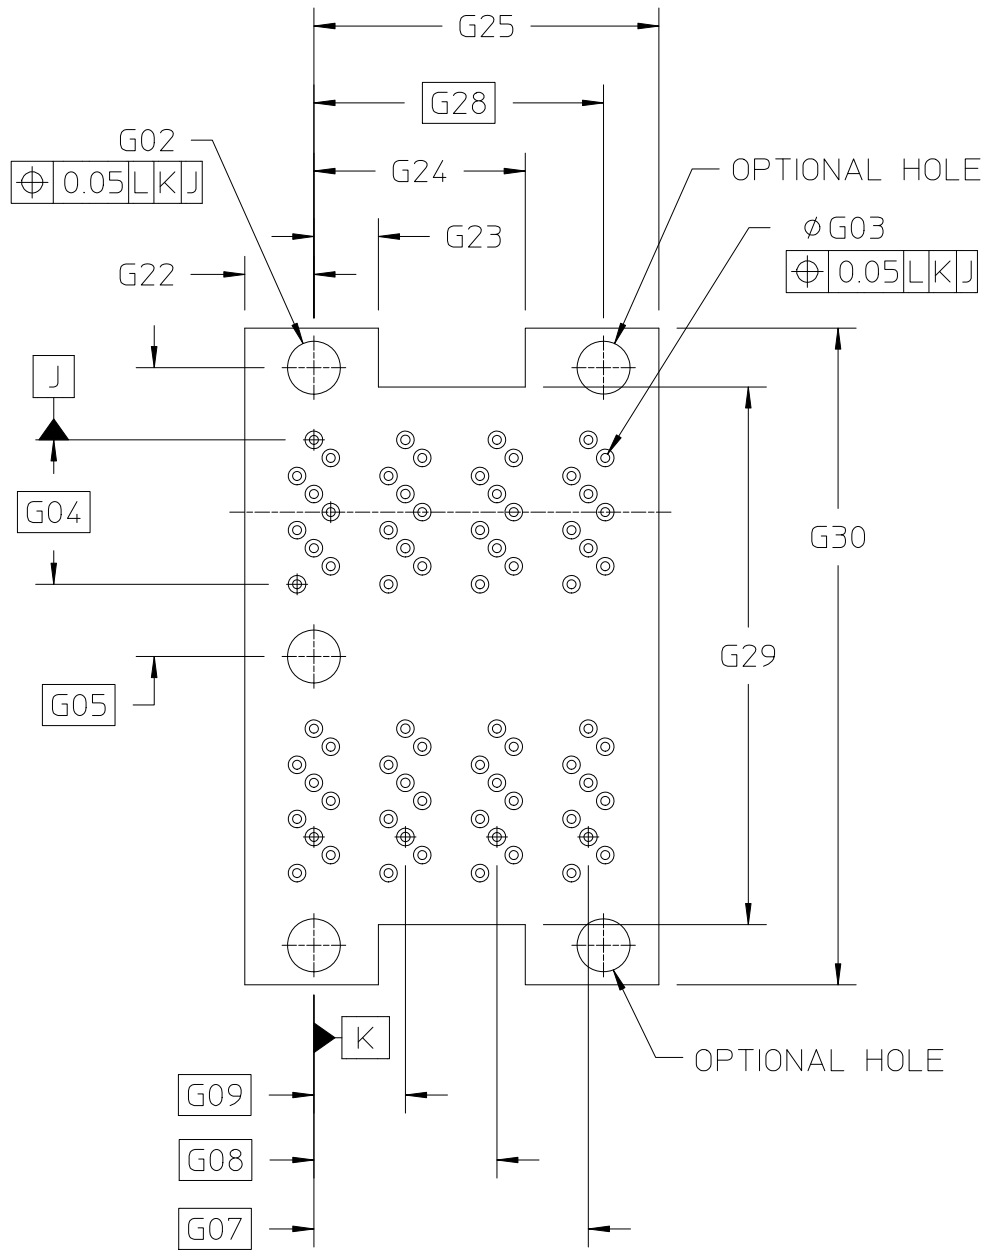 G25
G28
G02
G24
OPTIONAL HOLE
⌖ 0.05 L K J
G23
⌀ G03
G22
⌖ 0.05 L K J
J
G04
G30
G29
G05
K
OPTIONAL HOLE
G09
G08
G07